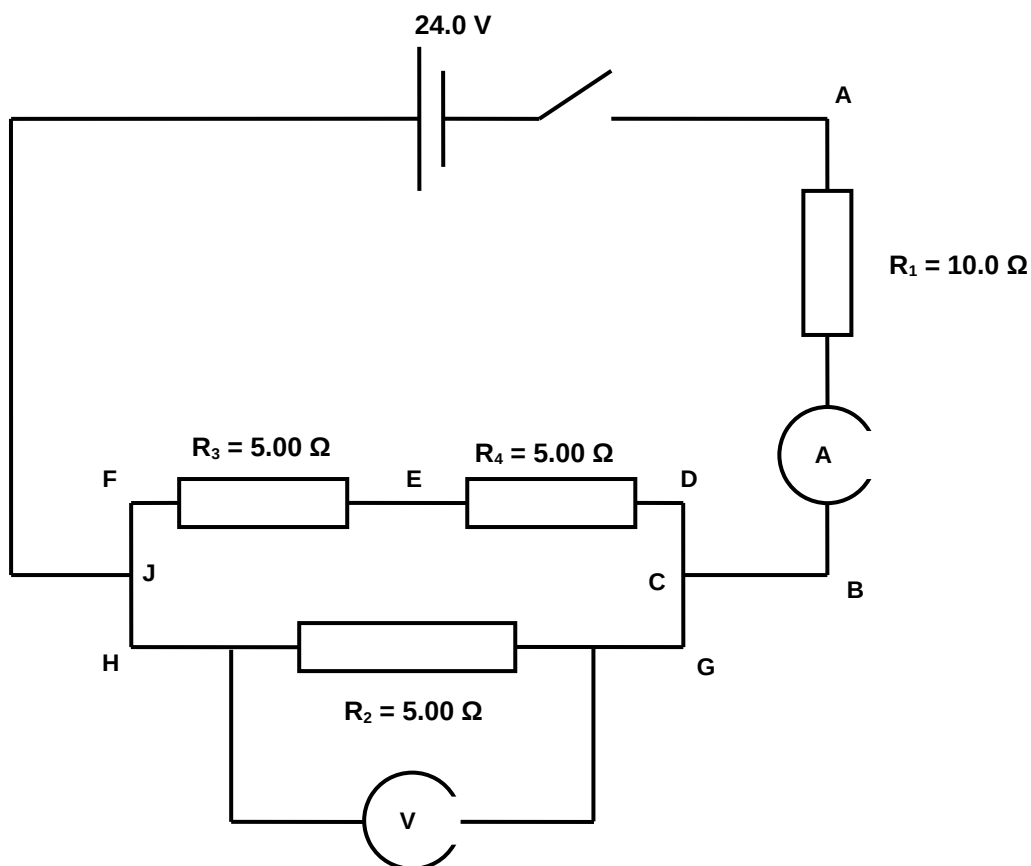 24.0 V
A
R₁ = 10.0 Ω
A
R₃ = 5.00 Ω
R₄ = 5.00 Ω
F
E
D
J
C
B
H
G
R₂ = 5.00 Ω
V